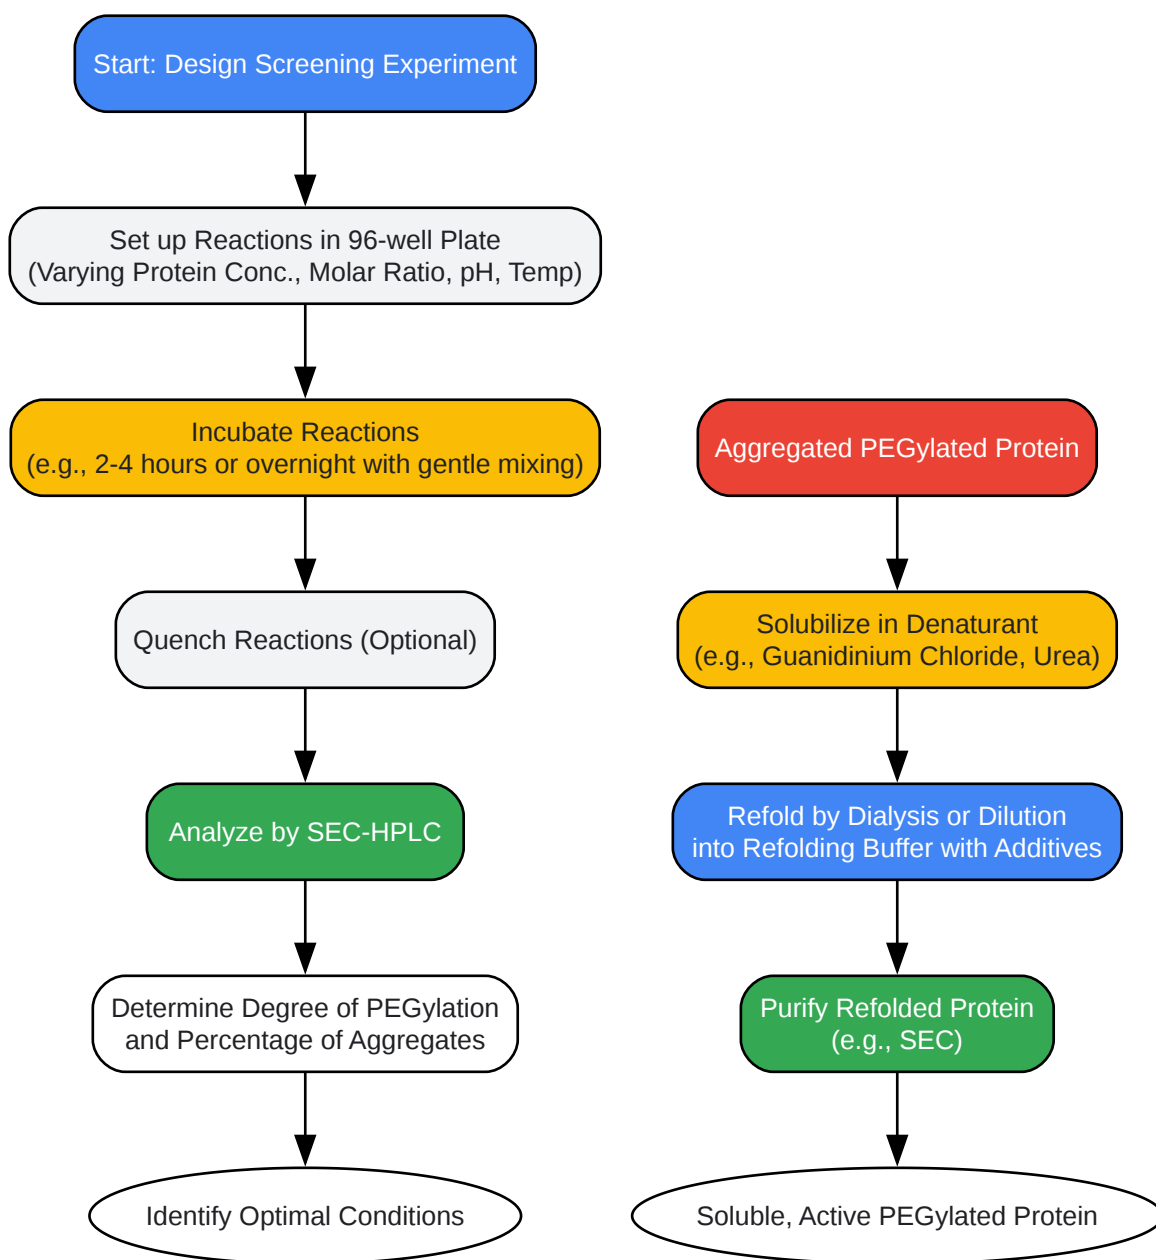 Start: Design Screening Experiment
Set up Reactions in 96-well Plate
(Varying Protein Conc., Molar Ratio, pH, Temp)
Incubate Reactions
(e.g., 2-4 hours or overnight with gentle mixing)
Quench Reactions (Optional)
Analyze by SEC-HPLC
Determine Degree of PEGylation
and Percentage of Aggregates
Identify Optimal Conditions
Aggregated PEGylated Protein
Solubilize in Denaturant
(e.g., Guanidinium Chloride, Urea)
Refold by Dialysis or Dilution
into Refolding Buffer with Additives
Purify Refolded Protein
(e.g., SEC)
Soluble, Active PEGylated Protein